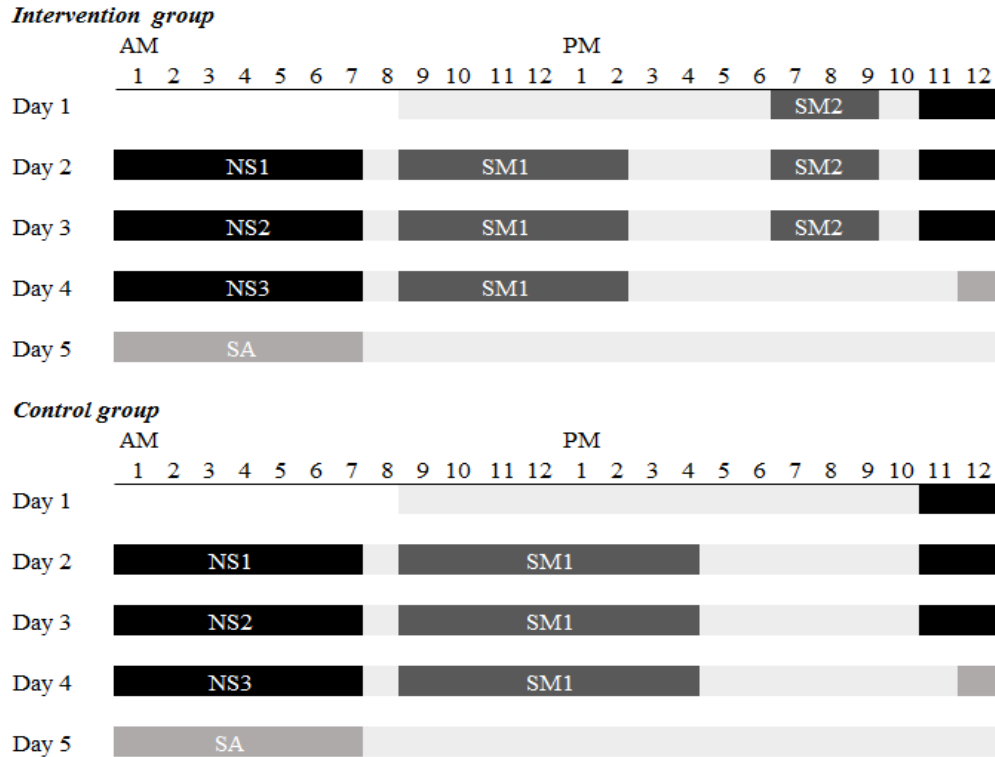 Intervention group
AM PM
1 2 3 4 5 6 7 8 9 10 11 12 1 2 3 4 5 6 7 8 9 10 11 12
Day 1 SM2
Day 2 NS1 SM1 SM2
Day 3 NS2 SM1 SM2
Day 4 NS3 SM1
Day 5 SA
Control group
AM PM
1 2 3 4 5 6 7 8 9 10 11 12 1 2 3 4 5 6 7 8 9 10 11 12
Day 1
Day 2 NS1 SM1
Day 3 NS2 SM1
Day 4 NS3 SM1
Day 5 SA